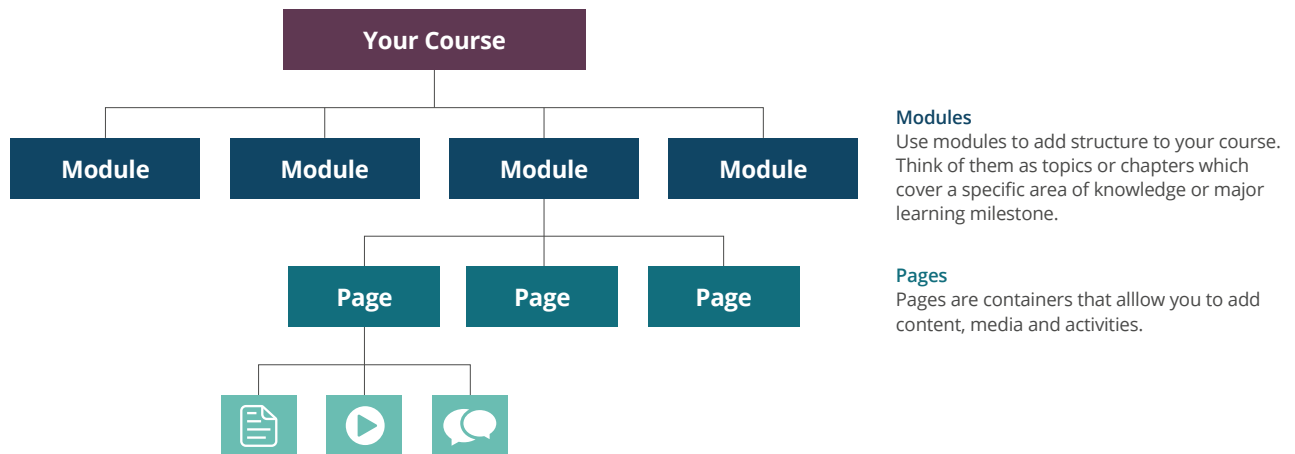 Your Course
Module
Module
Module
Module
Page
Page
Page
Modules
Use modules to add structure to your course.
Think of them as topics or chapters which
cover a specific area of knowledge or major
learning milestone.
Pages
Pages are containers that alllow you to add
content, media and activities.